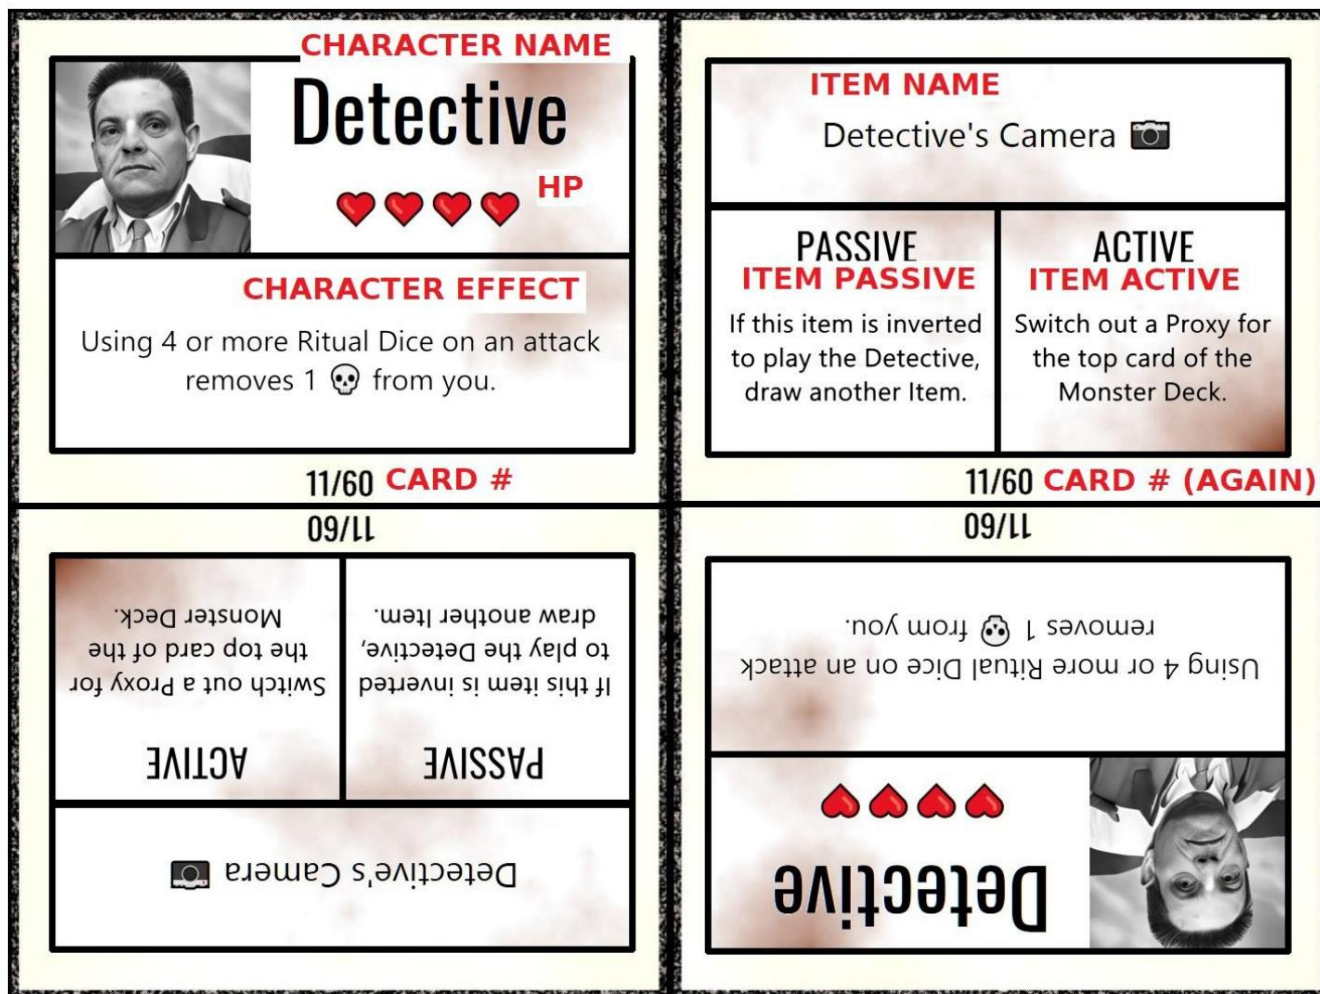 CHARACTER NAME
Detective
HP
CHARACTER EFFECT
Using 4 or more Ritual Dice on an attack
removes 1 💀 from you.
11/60 CARD #
ITEM NAME
Detective's Camera 📷
PASSIVE
ITEM PASSIVE
If this item is inverted
to play the Detective,
draw another Item.
ACTIVE
ITEM ACTIVE
Switch out a Proxy for
the top card of the
Monster Deck.
11/60 CARD # (AGAIN)
Detective's Camera 📷
PASSIVE
If this item is inverted
to play the Detective,
draw another Item.
ACTIVE
Switch out a Proxy for
the top card of the
Monster Deck.
11/60
Detective
Using 4 or more Ritual Dice on an attack
removes 1 💀 from you.
11/60